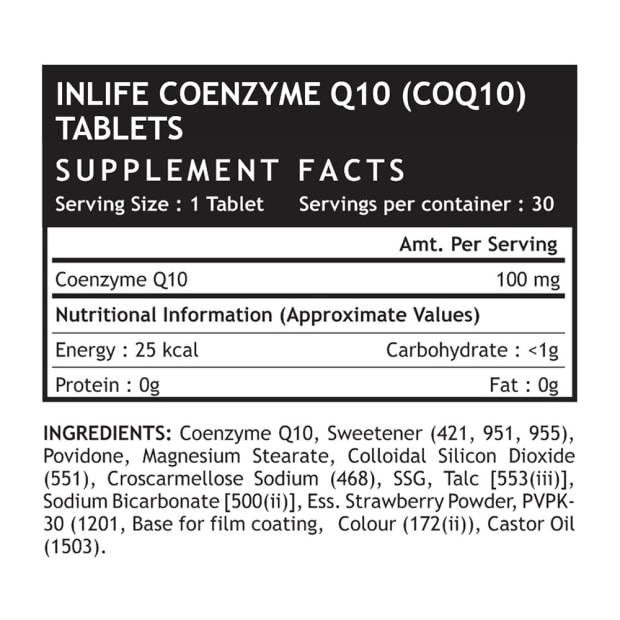 INLIFE COENZYME Q10 (COQ10)
TABLETS
SUPPLEMENT FACTS
Serving Size : 1 Tablet Servings per container : 30
Amt. Per Serving
Coenzyme Q10 100 mg
Nutritional Information (Approximate Values)
Energy : 25 kcal Carbohydrate : <1g
Protein : 0g Fat : 0g
INGREDIENTS: Coenzyme Q10, Sweetener (421, 951, 955),
Povidone, Magnesium Stearate, Colloidal Silicon Dioxide
(551), Croscarmellose Sodium (468), SSG, Talc [553(iii)],
Sodium Bicarbonate [500(ii)], Ess. Strawberry Powder, PVPK-
30 (1201, Base for film coating, Colour (172(ii)), Castor Oil
(1503).